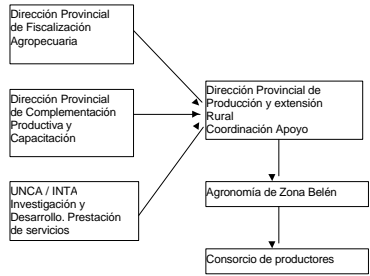 Dirección Provincial
de Fiscalización
Agropecuaria
Dirección Provincial
de Complementación
Productiva y
Capacitación
UNCA / INTA
Investigación y
Desarrollo. Prestación
de servicios
Dirección Provincial de
Producción y extensión
Rural
Coordinación Apoyo
Agronomía de Zona Belén
Consorcio de productores